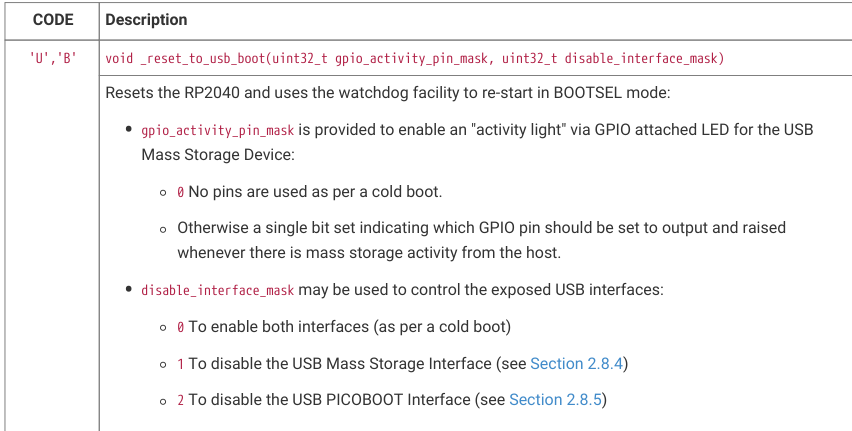 CODE Description
'U','B' void _reset_to_usb_boot(uint32_t gpio_activity_pin_mask, uint32_t disable_interface_mask)
Resets the RP2040 and uses the watchdog facility to re-start in BOOTSEL mode:
• gpio_activity_pin_mask is provided to enable an "activity light" via GPIO attached LED for the USB
Mass Storage Device:
◦ 0 No pins are used as per a cold boot.
◦ Otherwise a single bit set indicating which GPIO pin should be set to output and raised
whenever there is mass storage activity from the host.
• disable_interface_mask may be used to control the exposed USB interfaces:
◦ 0 To enable both interfaces (as per a cold boot)
◦ 1 To disable the USB Mass Storage Interface (see Section 2.8.4)
◦ 2 To disable the USB PICOBOOT Interface (see Section 2.8.5)